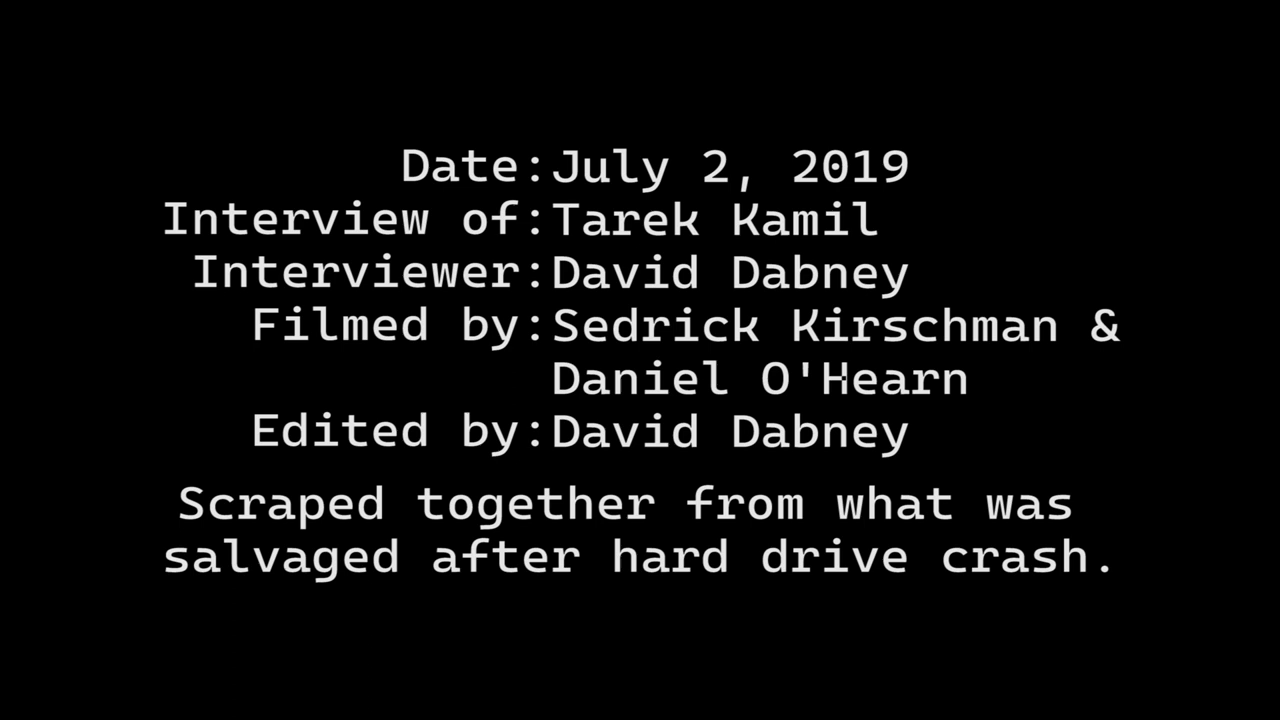 Date:July 2, 2019
Interview of:Tarek Kamil
Interviewer:David Dabney
Filmed by:Sedrick Kirschman &
Daniel O'Hearn
Edited by:David Dabney
Scraped together from what was
salvaged after hard drive crash.